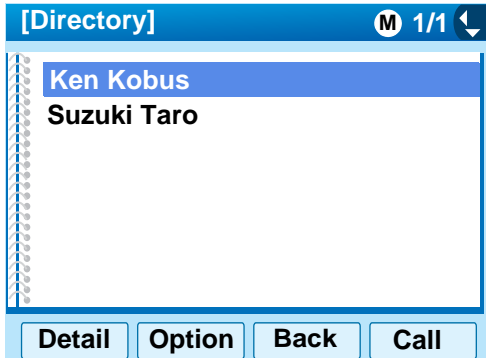 [Directory] M 1/1
Ken Kobus
Suzuki Taro
Detail Option Back Call